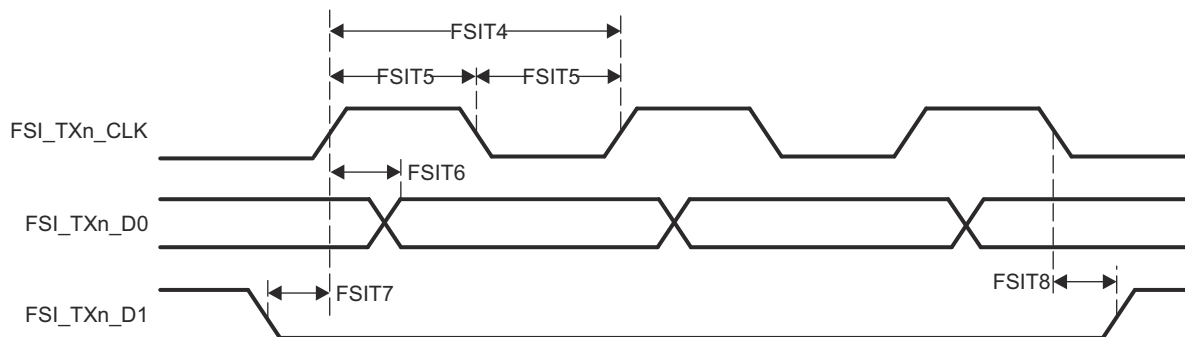 FSIT4
FSIT5 FSIT5
FSI_TXn_CLK
FSIT6
FSI_TXn_D0
FSIT7 FSIT8
FSI_TXn_D1